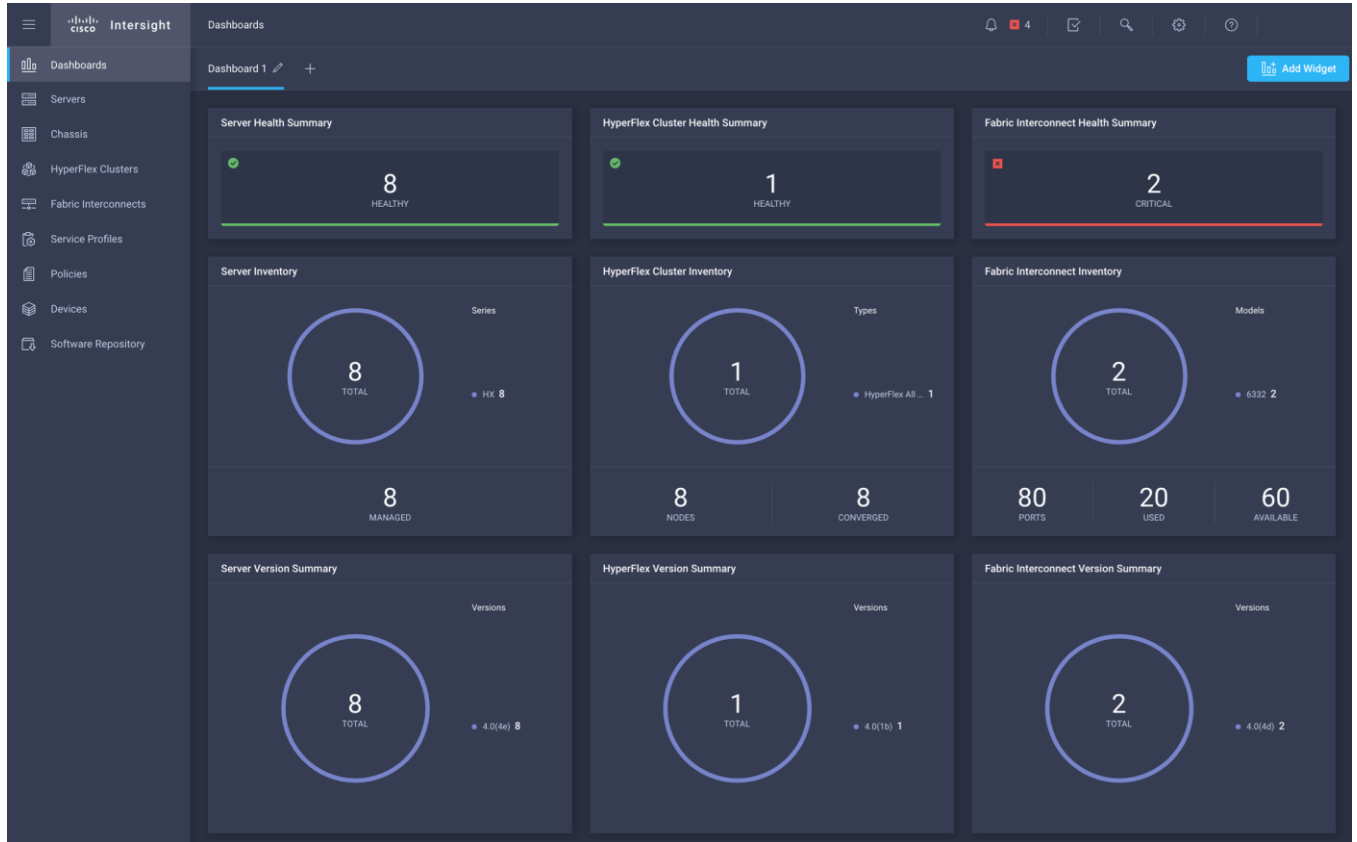 cisco Intersight
Dashboards
4
Dashboards
Servers
Chassis
HyperFlex Clusters
Fabric Interconnects
Service Profiles
Policies
Devices
Software Repository
Dashboard 1
Add Widget
Server Health Summary
8
HEALTHY
HyperFlex Cluster Health Summary
1
HEALTHY
Fabric Interconnect Health Summary
2
CRITICAL
Server Inventory
Series
8
TOTAL
HX 8
8
MANAGED
HyperFlex Cluster Inventory
Types
1
TOTAL
HyperFlex All ... 1
8
NODES
8
CONVERGED
Fabric Interconnect Inventory
Models
2
TOTAL
6332 2
80
PORTS
20
USED
60
AVAILABLE
Server Version Summary
Versions
8
TOTAL
4.0(4e) 8
HyperFlex Version Summary
Versions
1
TOTAL
4.0(1b) 1
Fabric Interconnect Version Summary
Versions
2
TOTAL
4.0(4d) 2